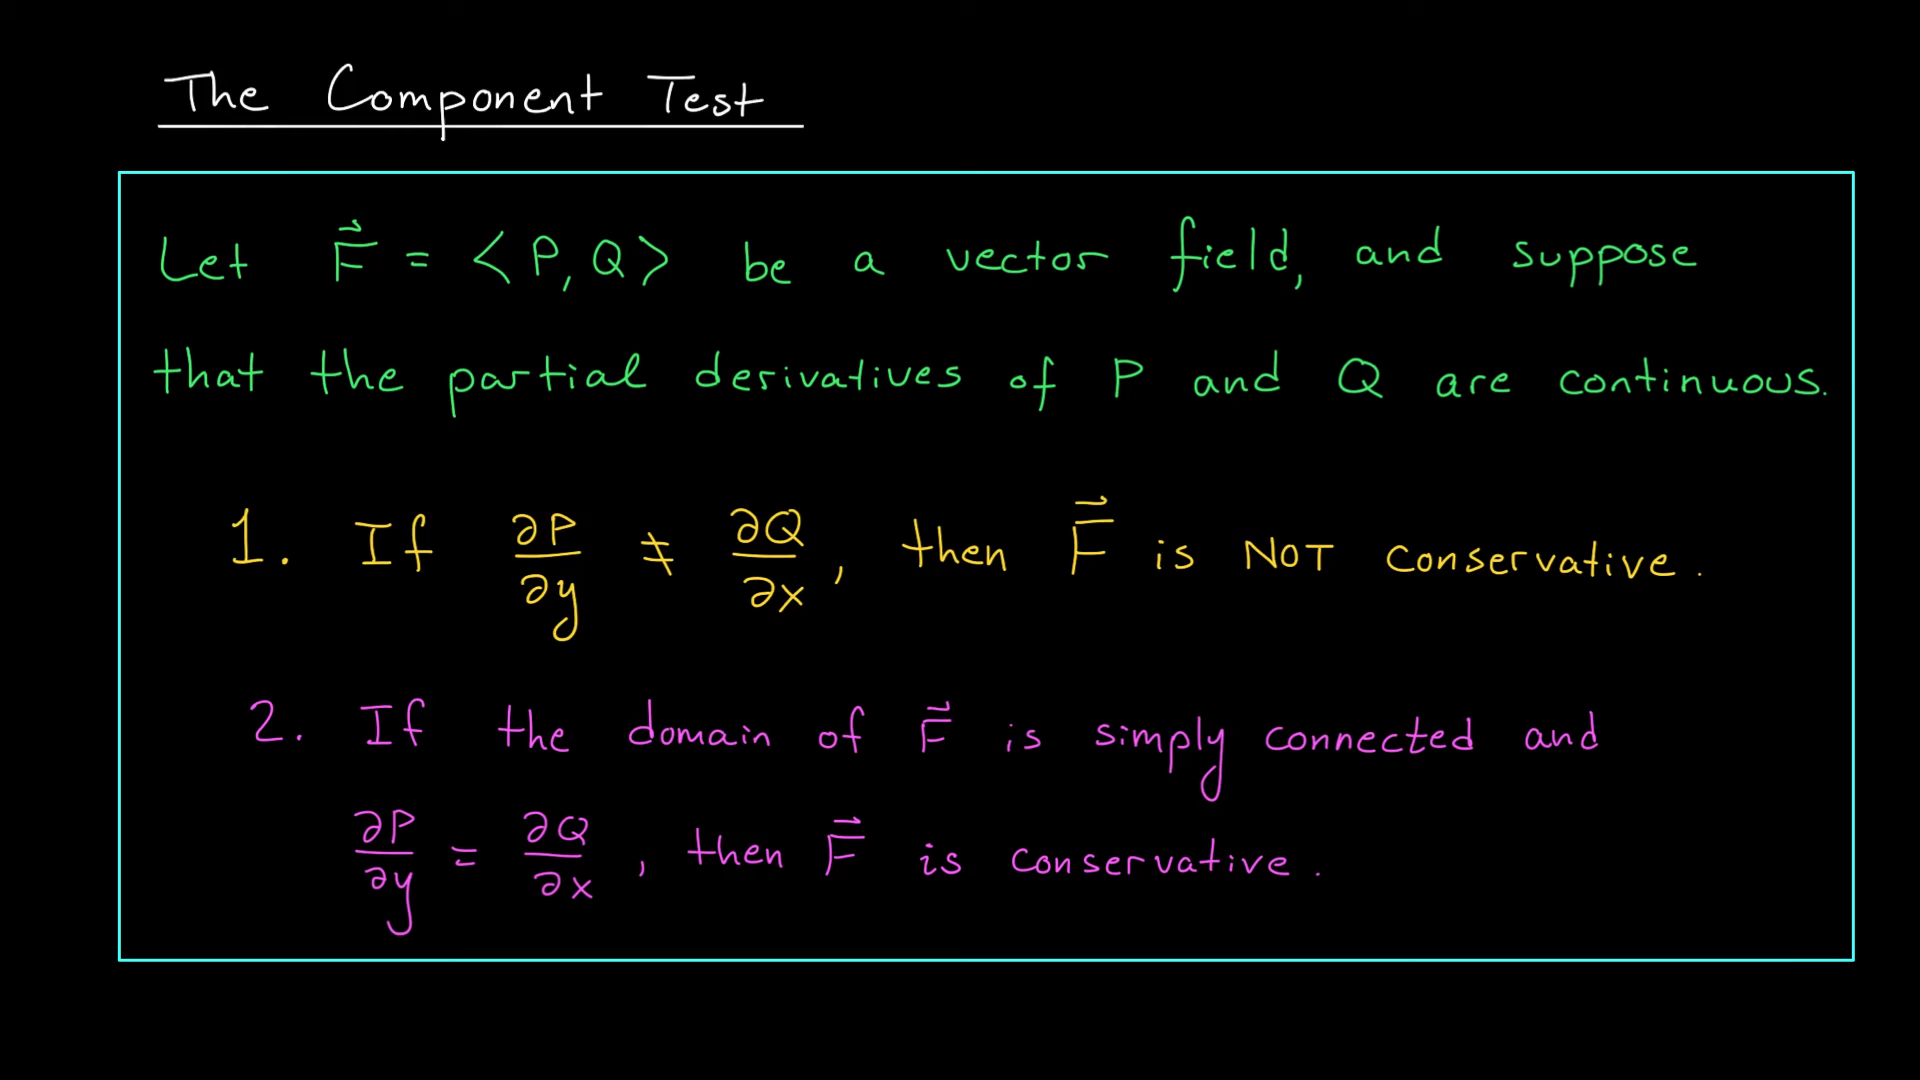 The Component Test
Let F⃗ = <P, Q> be a vector field, and suppose
that the partial derivatives of P and Q are continuous.
1. If ∂P/∂y ≠ ∂Q/∂x, then F⃗ is NOT conservative.
2. If the domain of F⃗ is simply connected and
∂P/∂y = ∂Q/∂x, then F⃗ is conservative.